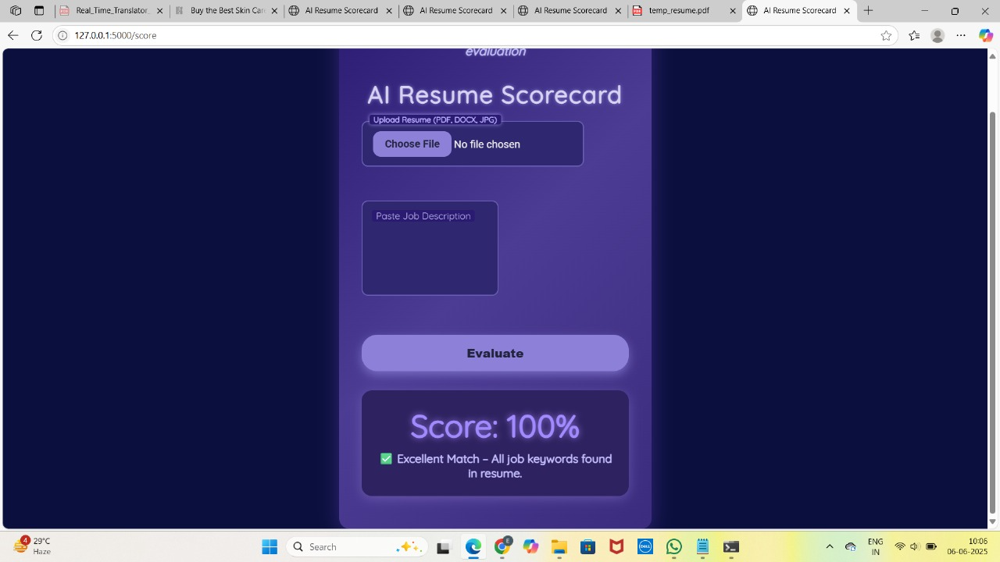 Real_Time_Translator_
Buy the Best Skin Car
AI Resume Scorecard
AI Resume Scorecard
AI Resume Scorecard
temp_resume.pdf
AI Resume Scorecard
127.0.0.1:5000/score
evaluation
AI Resume Scorecard
Upload Resume (PDF, DOCX, JPG)
Choose File No file chosen
Paste Job Description
Evaluate
Score: 100%
✅ Excellent Match – All job keywords found
in resume.
4
29°C
Haze
Search
E
DELL
ENG
IN
10:06
06-06-2025